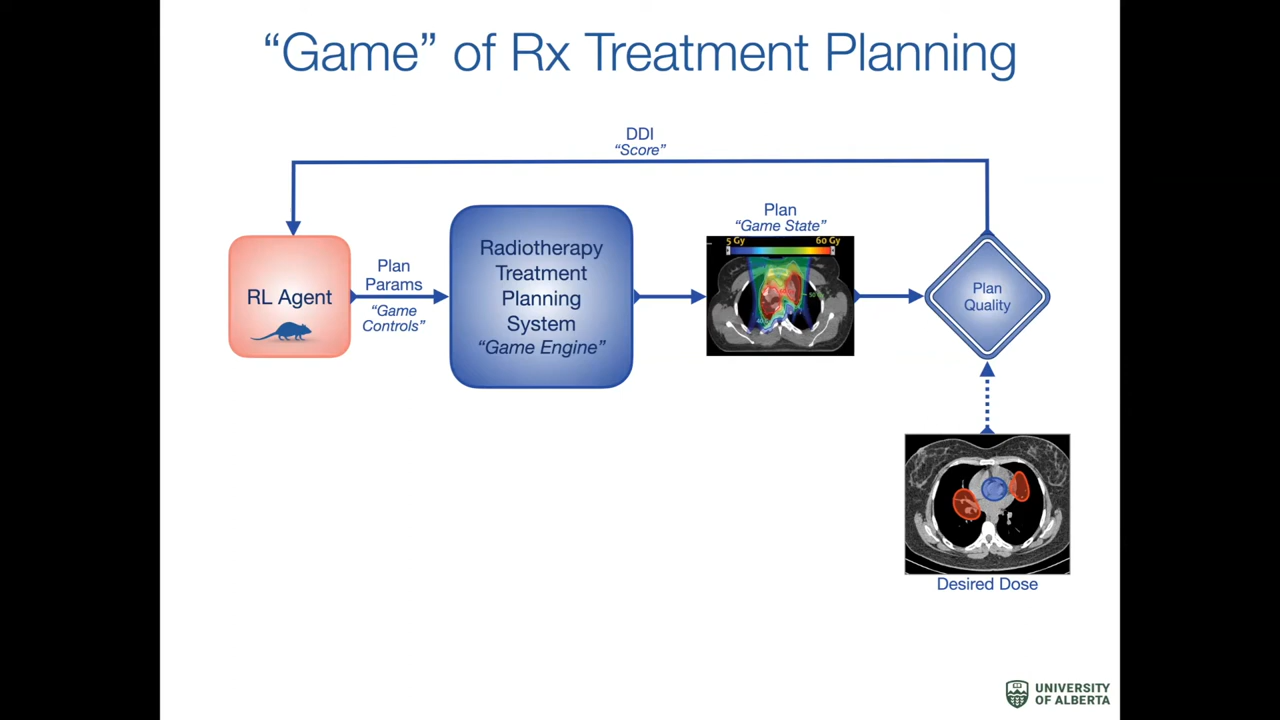 “Game” of Rx Treatment Planning
DDI
“Score”
RL Agent
Plan
Params
“Game
Controls”
Radiotherapy
Treatment
Planning
System
“Game Engine”
Plan
“Game State”
5 Gy
60 Gy
Plan
Quality
Desired Dose
UNIVERSITY
OF ALBERTA